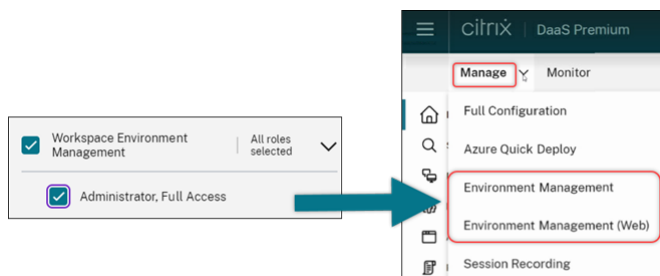 Workspace Environment
Management
All roles
selected
Administrator, Full Access
citrix
DaaS Premium
Manage
Monitor
Full Configuration
Azure Quick Deploy
Environment Management
Environment Management (Web)
Session Recording